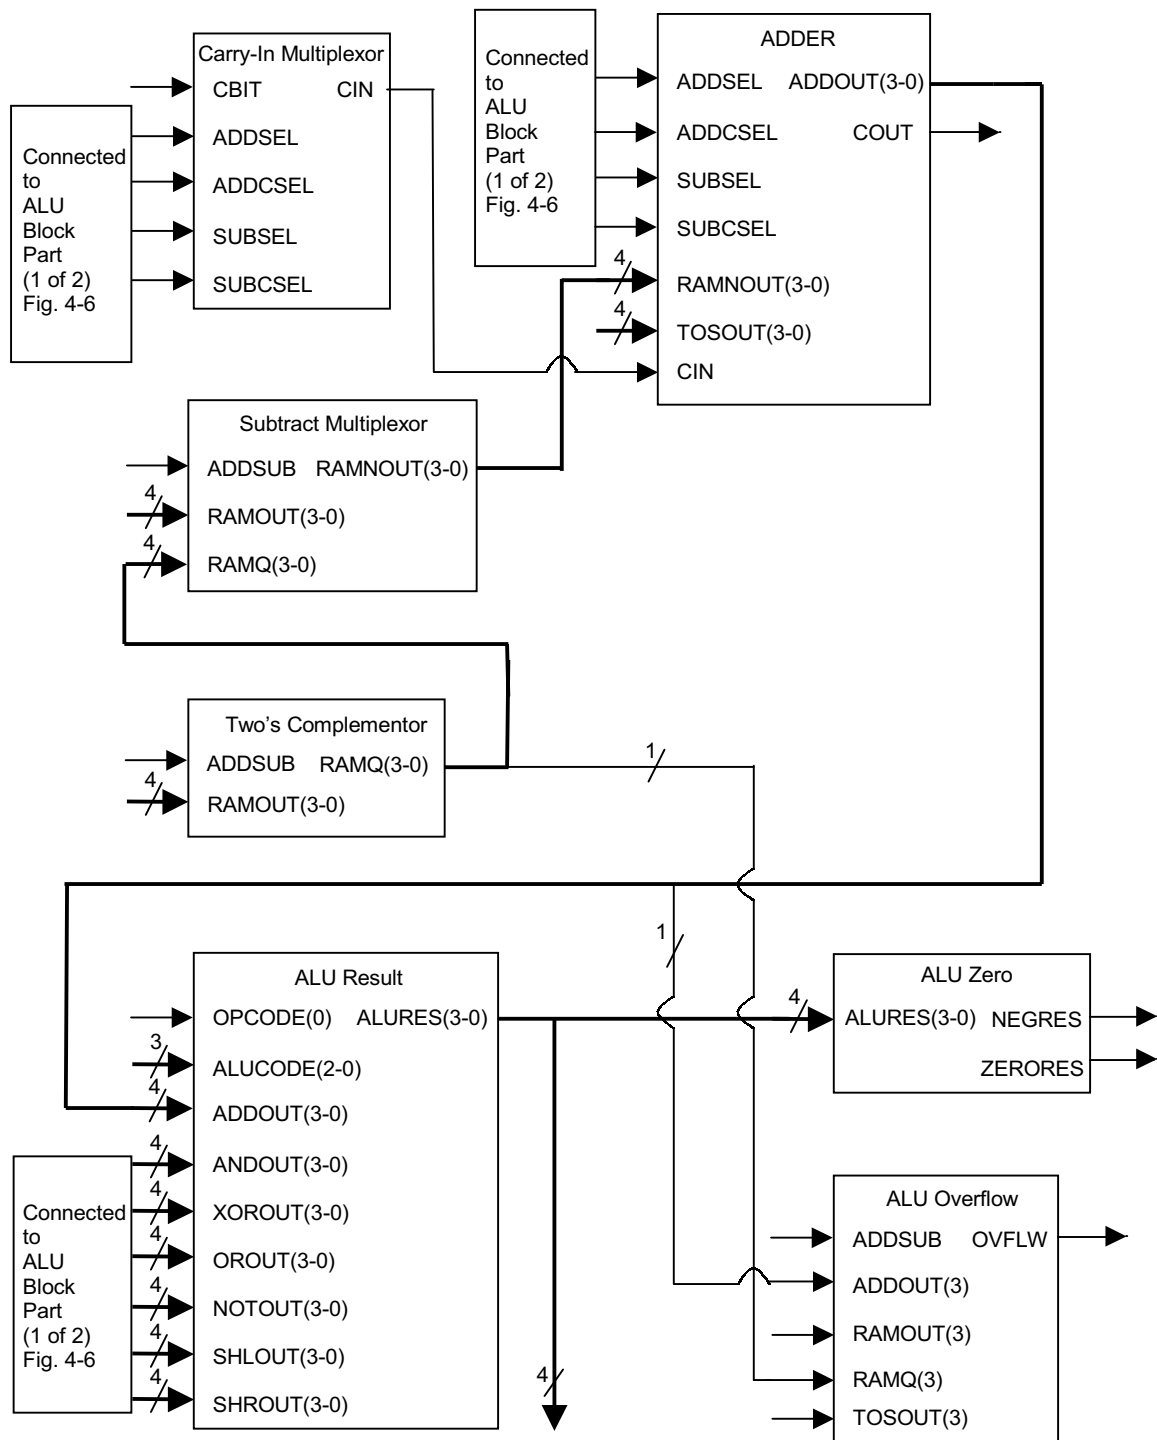 Carry-In Multiplexor
CBIT CIN
ADDSEL
ADDCSEL
SUBSEL
SUBCSEL
Connected
to
ALU
Block
Part
(1 of 2)
Fig. 4-6
Connected
to
ALU
Block
Part
(1 of 2)
Fig. 4-6
ADDER
ADDSEL ADDOUT(3-0)
ADDCSEL COUT
SUBSEL
SUBCSEL
4
RAMNOUT(3-0)
4
TOSOUT(3-0)
CIN
Subtract Multiplexor
ADDSUB RAMNOUT(3-0)
4
RAMOUT(3-0)
4
RAMQ(3-0)
Two's Complementor
ADDSUB RAMQ(3-0)
4
RAMOUT(3-0)
1
1
ALU Result
OPCODE(0) ALURES(3-0)
3
ALUCODE(2-0)
4
ADDOUT(3-0)
4
ANDOUT(3-0)
4
XOROUT(3-0)
4
OROUT(3-0)
4
NOTOUT(3-0)
4
SHLOUT(3-0)
4
SHROUT(3-0)
Connected
to
ALU
Block
Part
(1 of 2)
Fig. 4-6
4
4
ALU Zero
ALURES(3-0) NEGRES
ZERORES
ALU Overflow
ADDSUB OVFLW
ADDOUT(3)
RAMOUT(3)
RAMQ(3)
TOSOUT(3)